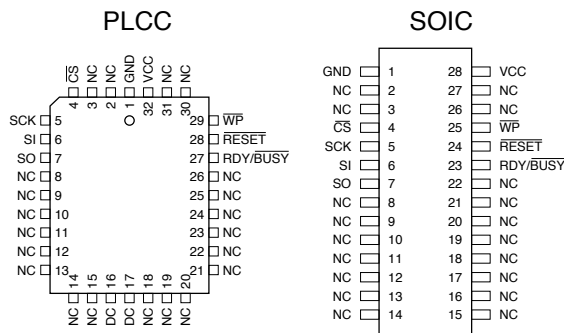 PLCC
CS NC NC GND VCC NC NC
4 3 2 1 32 31 30
SCK 5 29 WP
SI 6 28 RESET
SO 7 27 RDY/BUSY
NC 8 26 NC
NC 9 25 NC
NC 10 24 NC
NC 11 23 NC
NC 12 22 NC
NC 13 21 NC
14 15 16 17 18 19 20
NC NC DC DC NC NC NC
SOIC
GND 1 28 VCC
NC 2 27 NC
NC 3 26 NC
CS 4 25 WP
SCK 5 24 RESET
SI 6 23 RDY/BUSY
SO 7 22 NC
NC 8 21 NC
NC 9 20 NC
NC 10 19 NC
NC 11 18 NC
NC 12 17 NC
NC 13 16 NC
NC 14 15 NC